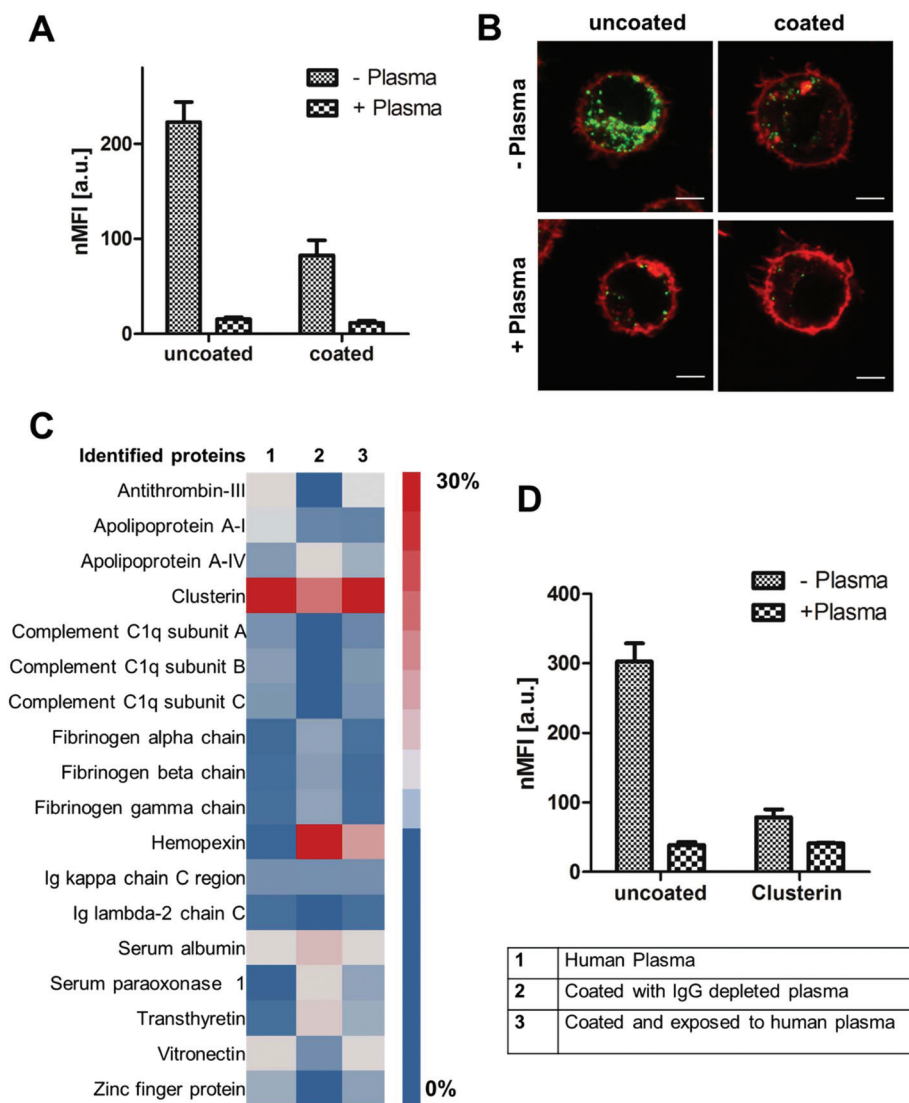 A
- Plasma
+ Plasma
nMFI [a.u.]
200
100
0
uncoated
coated
B
uncoated
coated
- Plasma
+ Plasma
C
Identified proteins 1 2 3
Antithrombin-III
Apolipoprotein A-I
Apolipoprotein A-IV
Clusterin
Complement C1q subunit A
Complement C1q subunit B
Complement C1q subunit C
Fibrinogen alpha chain
Fibrinogen beta chain
Fibrinogen gamma chain
Hemopexin
Ig kappa chain C region
Ig lambda-2 chain C
Serum albumin
Serum paraoxonase 1
Transthyretin
Vitronectin
Zinc finger protein
30%
0%
D
- Plasma
+Plasma
nMFI [a.u.]
400
300
200
100
0
uncoated
Clusterin
1 Human Plasma
2 Coated with IgG depleted plasma
3 Coated and exposed to human plasma